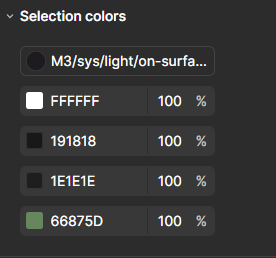 Selection colors
M3/sys/light/on-surfa...
FFFFFF 100 %
191818 100 %
1E1E1E 100 %
66875D 100 %